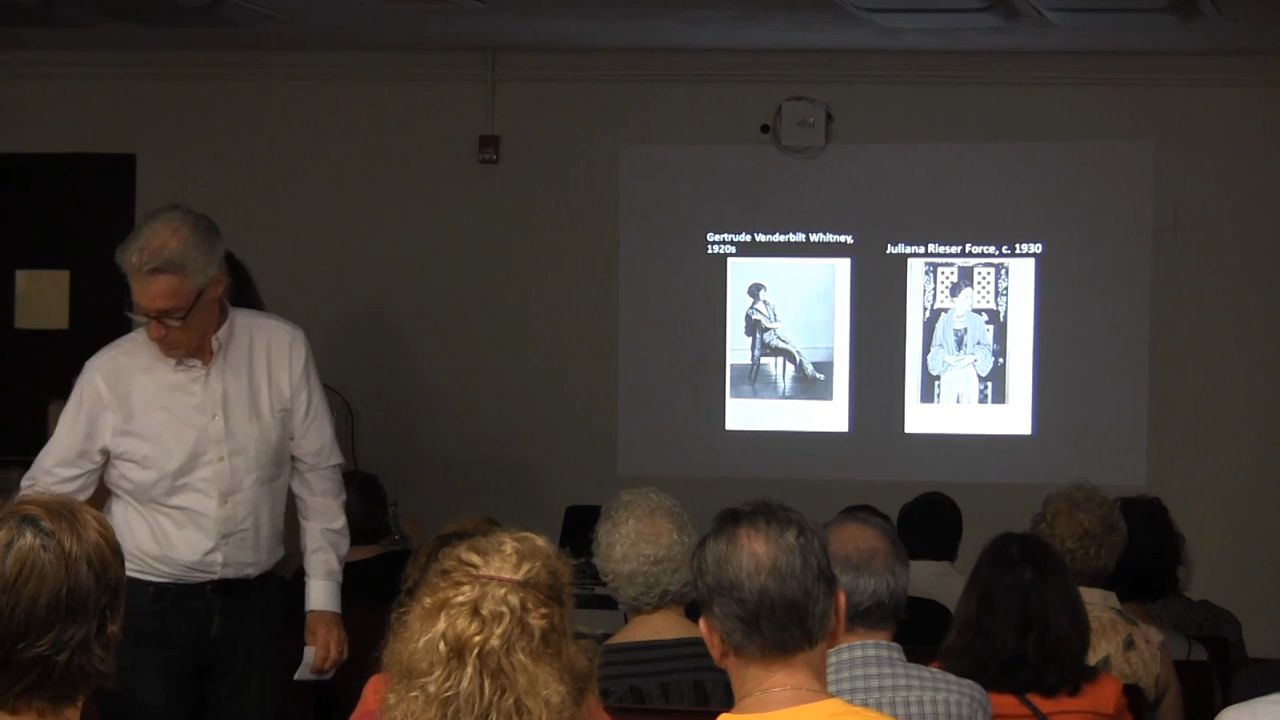 Gertrude Vanderbilt Whitney,
1920s
Juliana Rieser Force, c. 1930